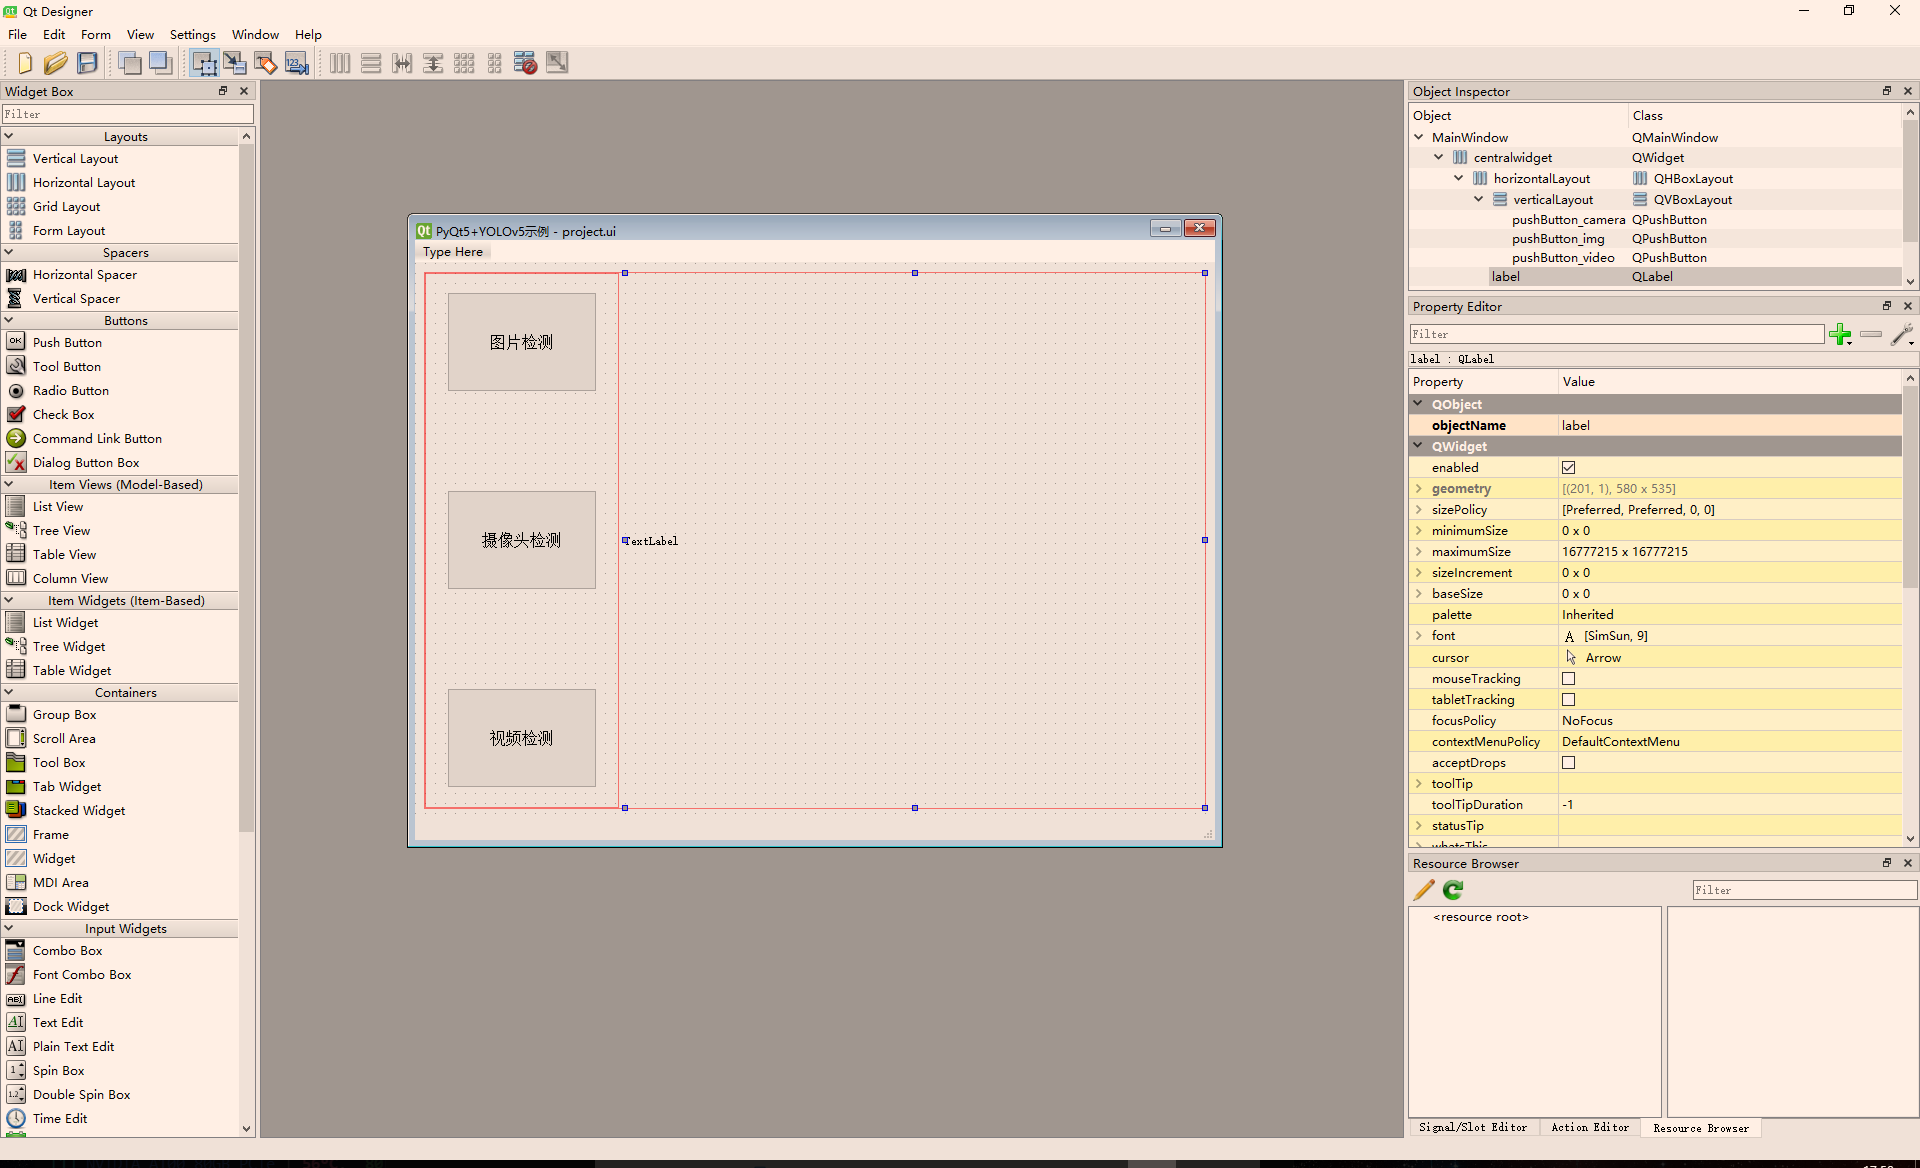 Qt Designer
File Edit Form View Settings Window Help
Widget Box
Filter
Layouts
Vertical Layout
Horizontal Layout
Grid Layout
Form Layout
Spacers
Horizontal Spacer
Vertical Spacer
Buttons
Push Button
Tool Button
Radio Button
Check Box
Command Link Button
Dialog Button Box
Item Views (Model-Based)
List View
Tree View
Table View
Column View
Item Widgets (Item-Based)
List Widget
Tree Widget
Table Widget
Containers
Group Box
Scroll Area
Tool Box
Tab Widget
Stacked Widget
Frame
Widget
MDI Area
Dock Widget
Input Widgets
Combo Box
Font Combo Box
Line Edit
Text Edit
Plain Text Edit
Spin Box
Double Spin Box
Time Edit
PyQt5+YOLOv5示例 - project.ui
Type Here
图片检测
摄像头检测
TextLabel
视频检测
Object Inspector
Object Class
MainWindow QMainWindow
centralwidget QWidget
horizontalLayout QHBoxLayout
verticalLayout QVBoxLayout
pushButton_camera QPushButton
pushButton_img QPushButton
pushButton_video QPushButton
label QLabel
Property Editor
Filter
label : QLabel
Property Value
QObject
objectName label
QWidget
enabled
geometry [(201, 1), 580 x 535]
sizePolicy [Preferred, Preferred, 0, 0]
minimumSize 0 x 0
maximumSize 16777215 x 16777215
sizeIncrement 0 x 0
baseSize 0 x 0
palette Inherited
font A [SimSun, 9]
cursor Arrow
mouseTracking
tabletTracking
focusPolicy NoFocus
contextMenuPolicy DefaultContextMenu
acceptDrops
toolTip
toolTipDuration -1
statusTip
whatsThis
Resource Browser
Filter
<resource root>
Signal/Slot Editor Action Editor Resource Browser